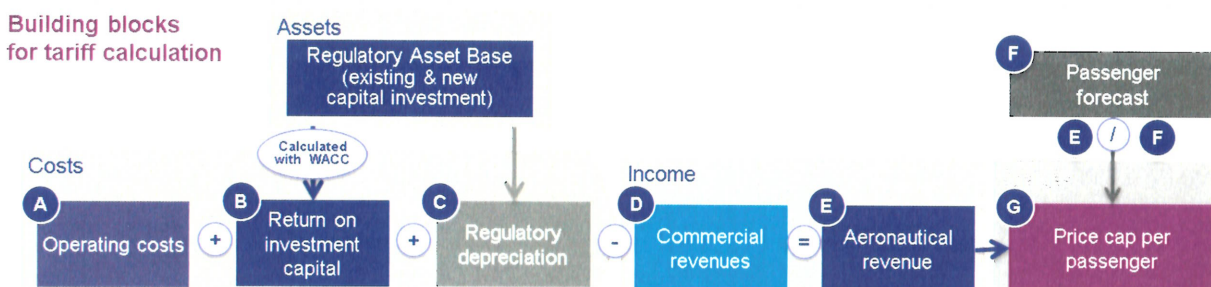 Building blocks
for tariff calculation
Assets
Regulatory Asset Base
(existing & new
capital investment)
F
Passenger
forecast
Calculated
with WACC
E / F
Costs
Income
A
Operating costs
+
B
Return on
investment
capital
+
C
Regulatory
depreciation
-
D
Commercial
revenues
=
E
Aeronautical
revenue
G
Price cap per
passenger